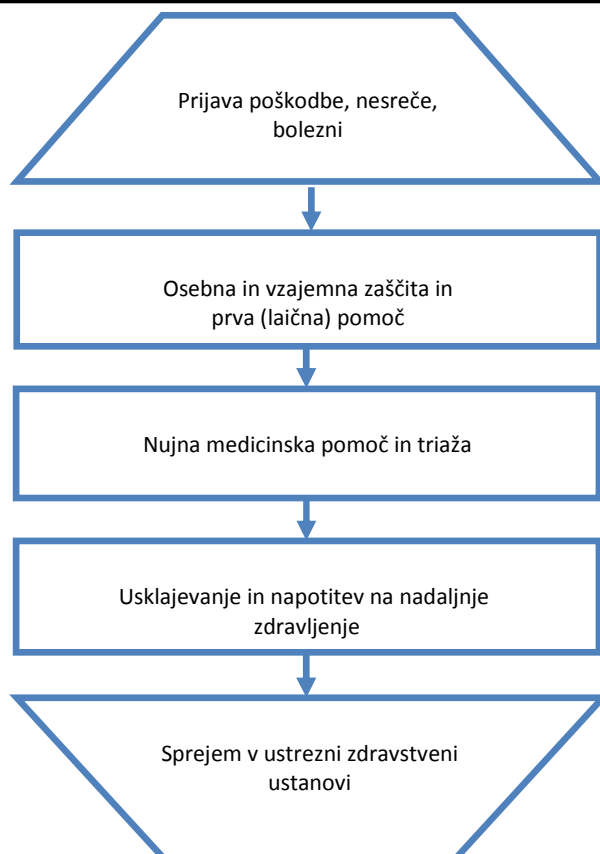 Prijava poškodbe, nesreče,
bolezni
Osebna in vzajemna zaščita in
prva (laična) pomoč
Nujna medicinska pomoč in triaža
Usklajevanje in napotitev na nadaljnje
zdravljenje
Sprejem v ustrezni zdravstveni
ustanovi